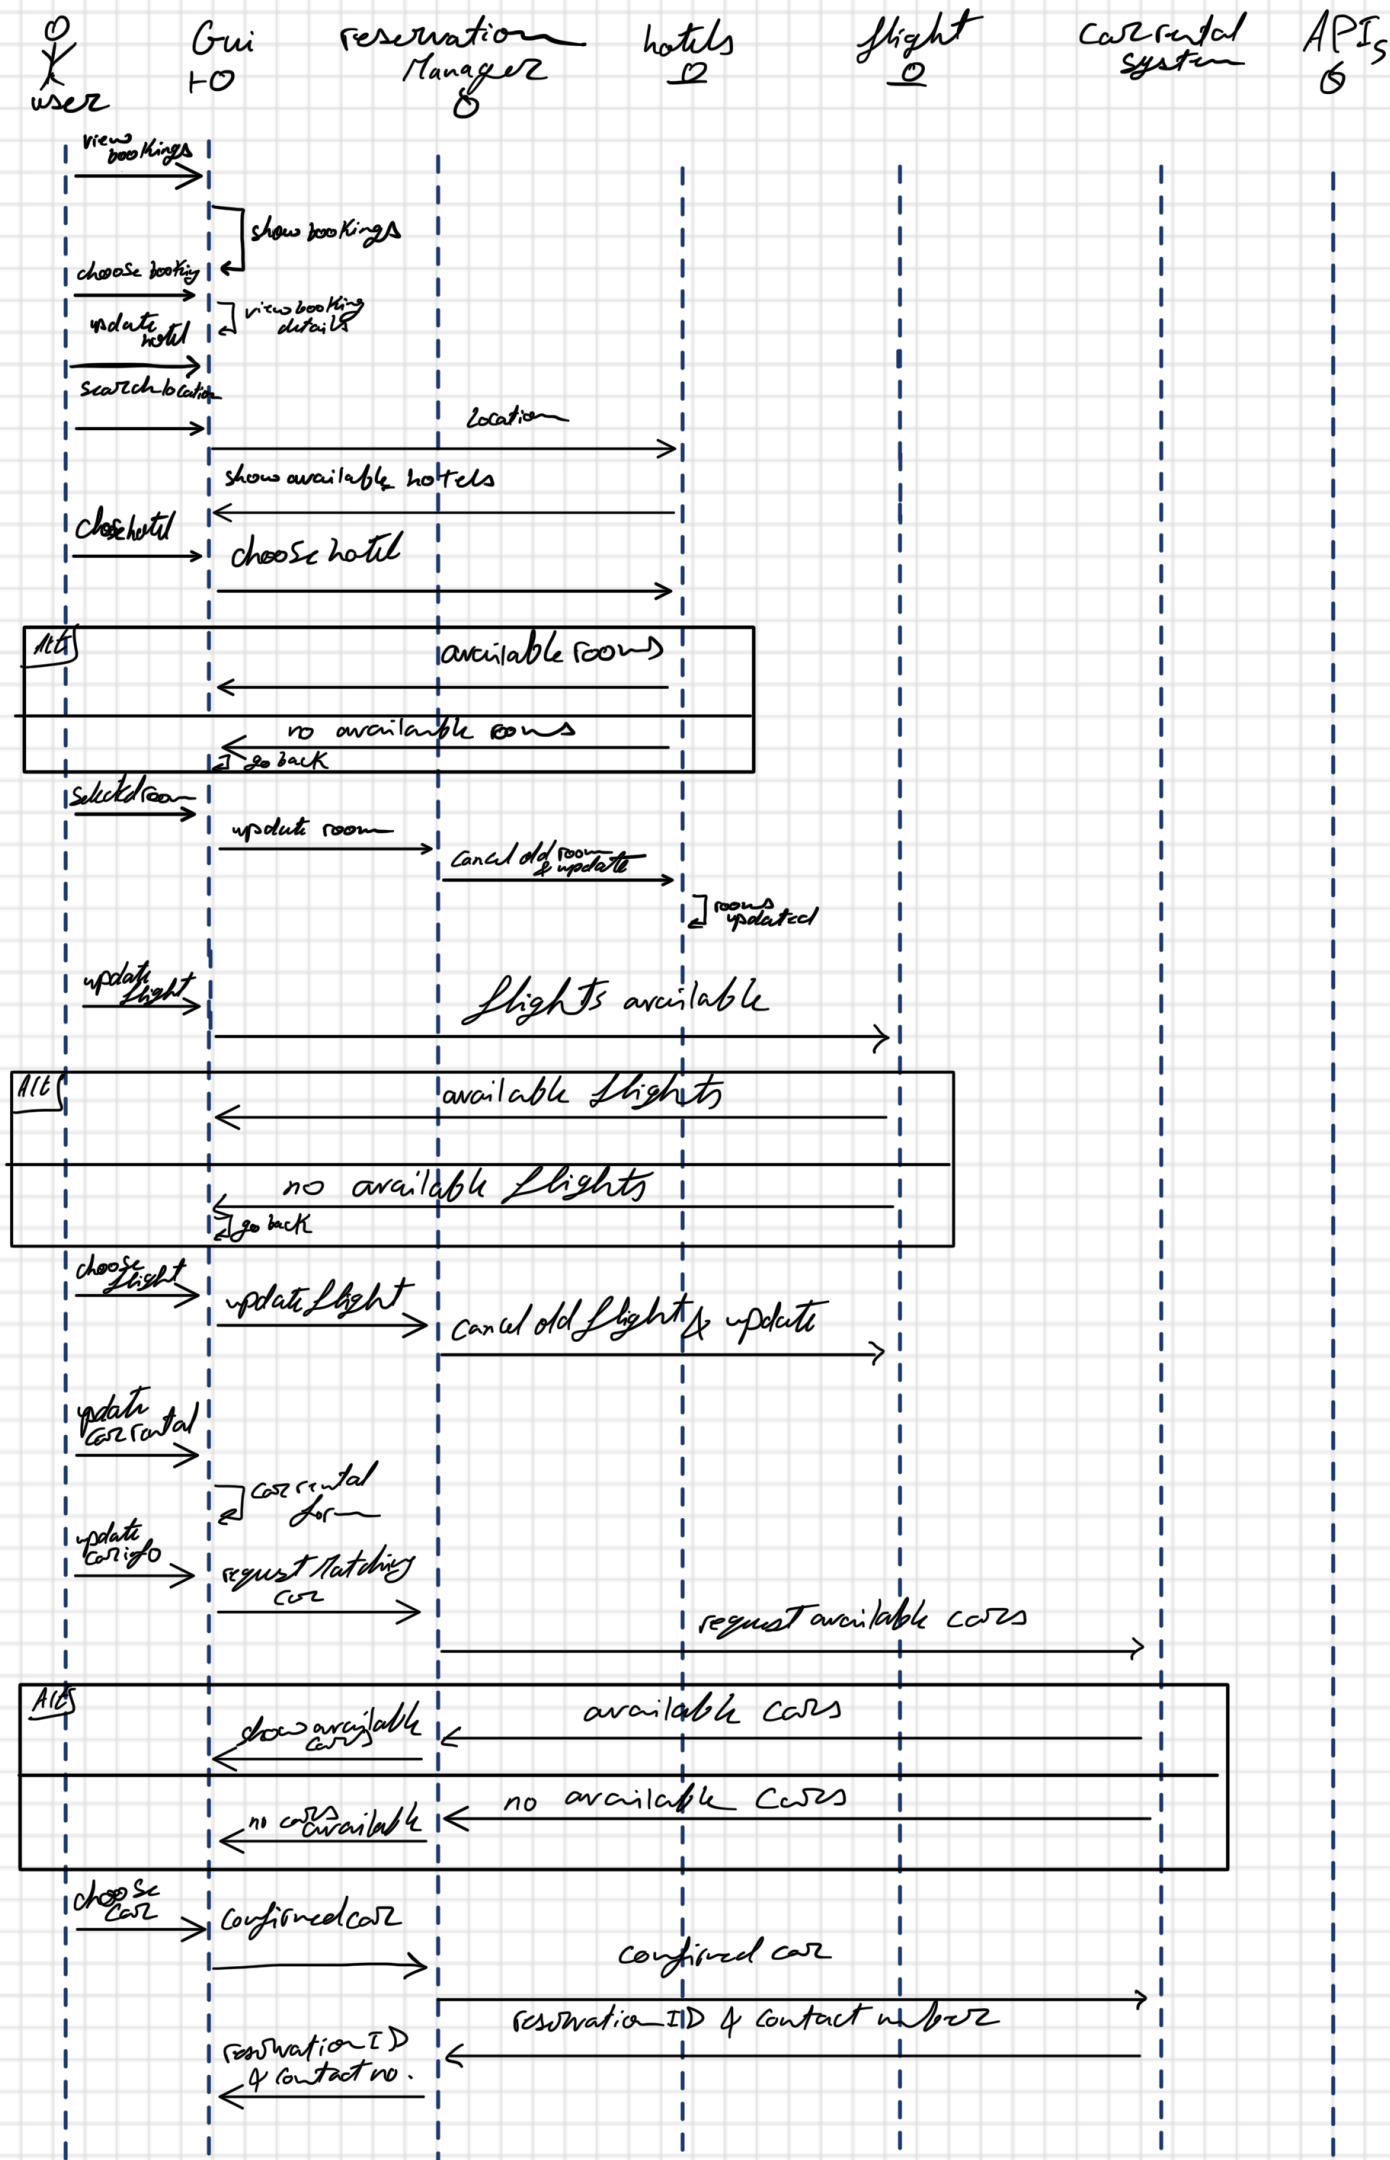 user
Gui
reservation
Manager
hotels
flight
car rental
system
APIs
view
bookings
show bookings
choose booking
view booking
details
update
hotel
search location
location
show available hotels
chose hotel
choose hotel
Alt
available rooms
no available rooms
go back
selected room
update room
cancel old room
& update
rooms
updated
update
flight
flights available
Alt
available flights
no available flights
go back
choose
flight
update flight
cancel old flight & update
update
car rental
car rental
form
update
car info
request Matching
car
request available cars
Alt
available cars
show available
cars
no available cars
no cars
available
choose
car
confirmed car
confirmed car
reservation ID & contact number
reservation ID
& contact no.